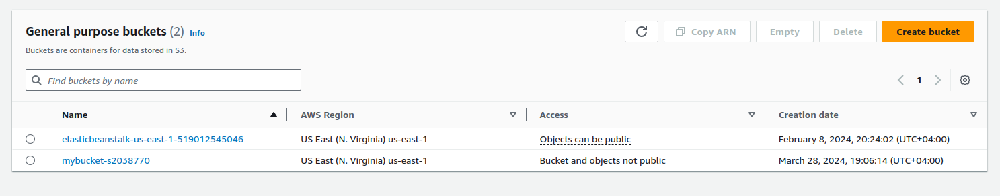 General purpose buckets (2) Info
Buckets are containers for data stored in S3.
Copy ARN
Empty
Delete
Create bucket
Find buckets by name
1
Name AWS Region Access Creation date
elasticbeanstalk-us-east-1-519012545046 US East (N. Virginia) us-east-1 Objects can be public February 8, 2024, 20:24:02 (UTC+04:00)
mybucket-s2038770 US East (N. Virginia) us-east-1 Bucket and objects not public March 28, 2024, 19:06:14 (UTC+04:00)